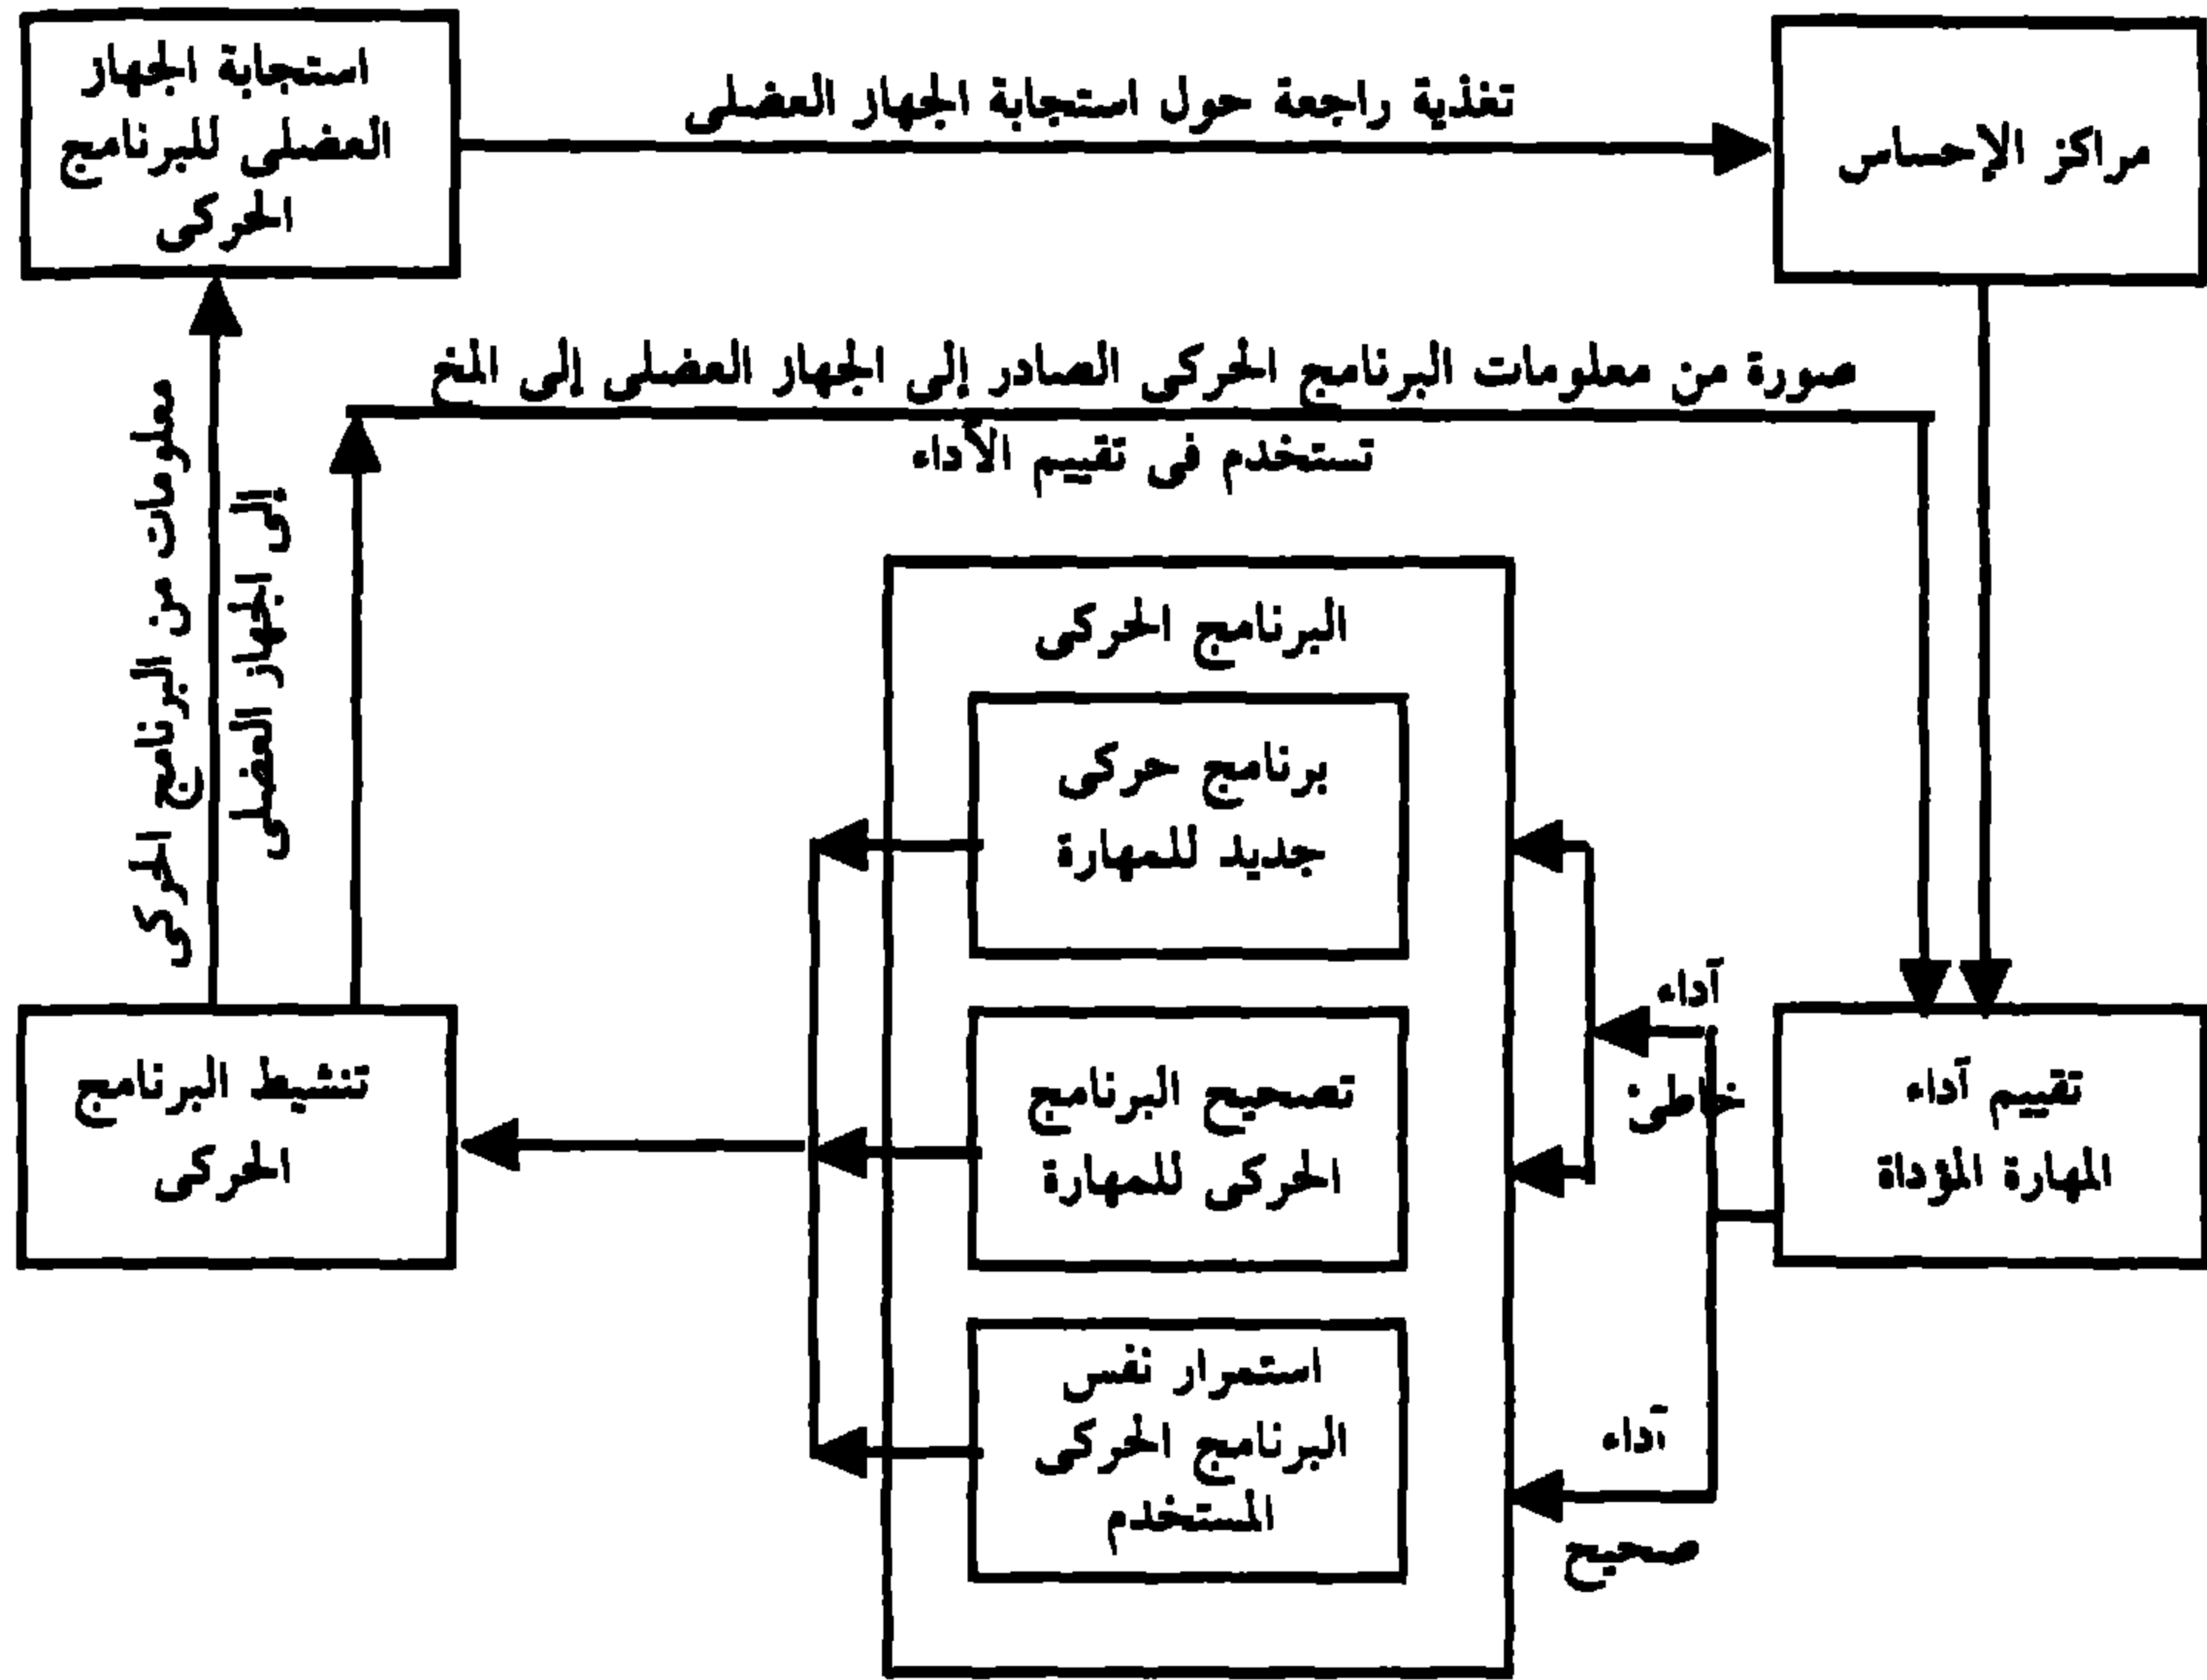 استجابة الجهاز
العضلى للبرنامج
الحركى
تغذية راجعة حول استجابة الجهار العضلى
مراكز الإحساس
صورة من معلومات البرنامج الحركى الصادر إلى الجهاز العضلى إلى المخ
تستخدم فى تقييم الأداء
معلومات من البرنامج الحركى
إلى الجهاز العضلى
البرنامج الحركى
برنامج حركى
جديد للمهارة
آداء
خاطئ
تقييم آداء
المهارة المؤداة
تصحيح البرنامج
الحركى للمهارة
تنشيط البرنامج
الحركى
استمرار نفس
البرنامج الحركى
المستخدم
آداء
صحيح